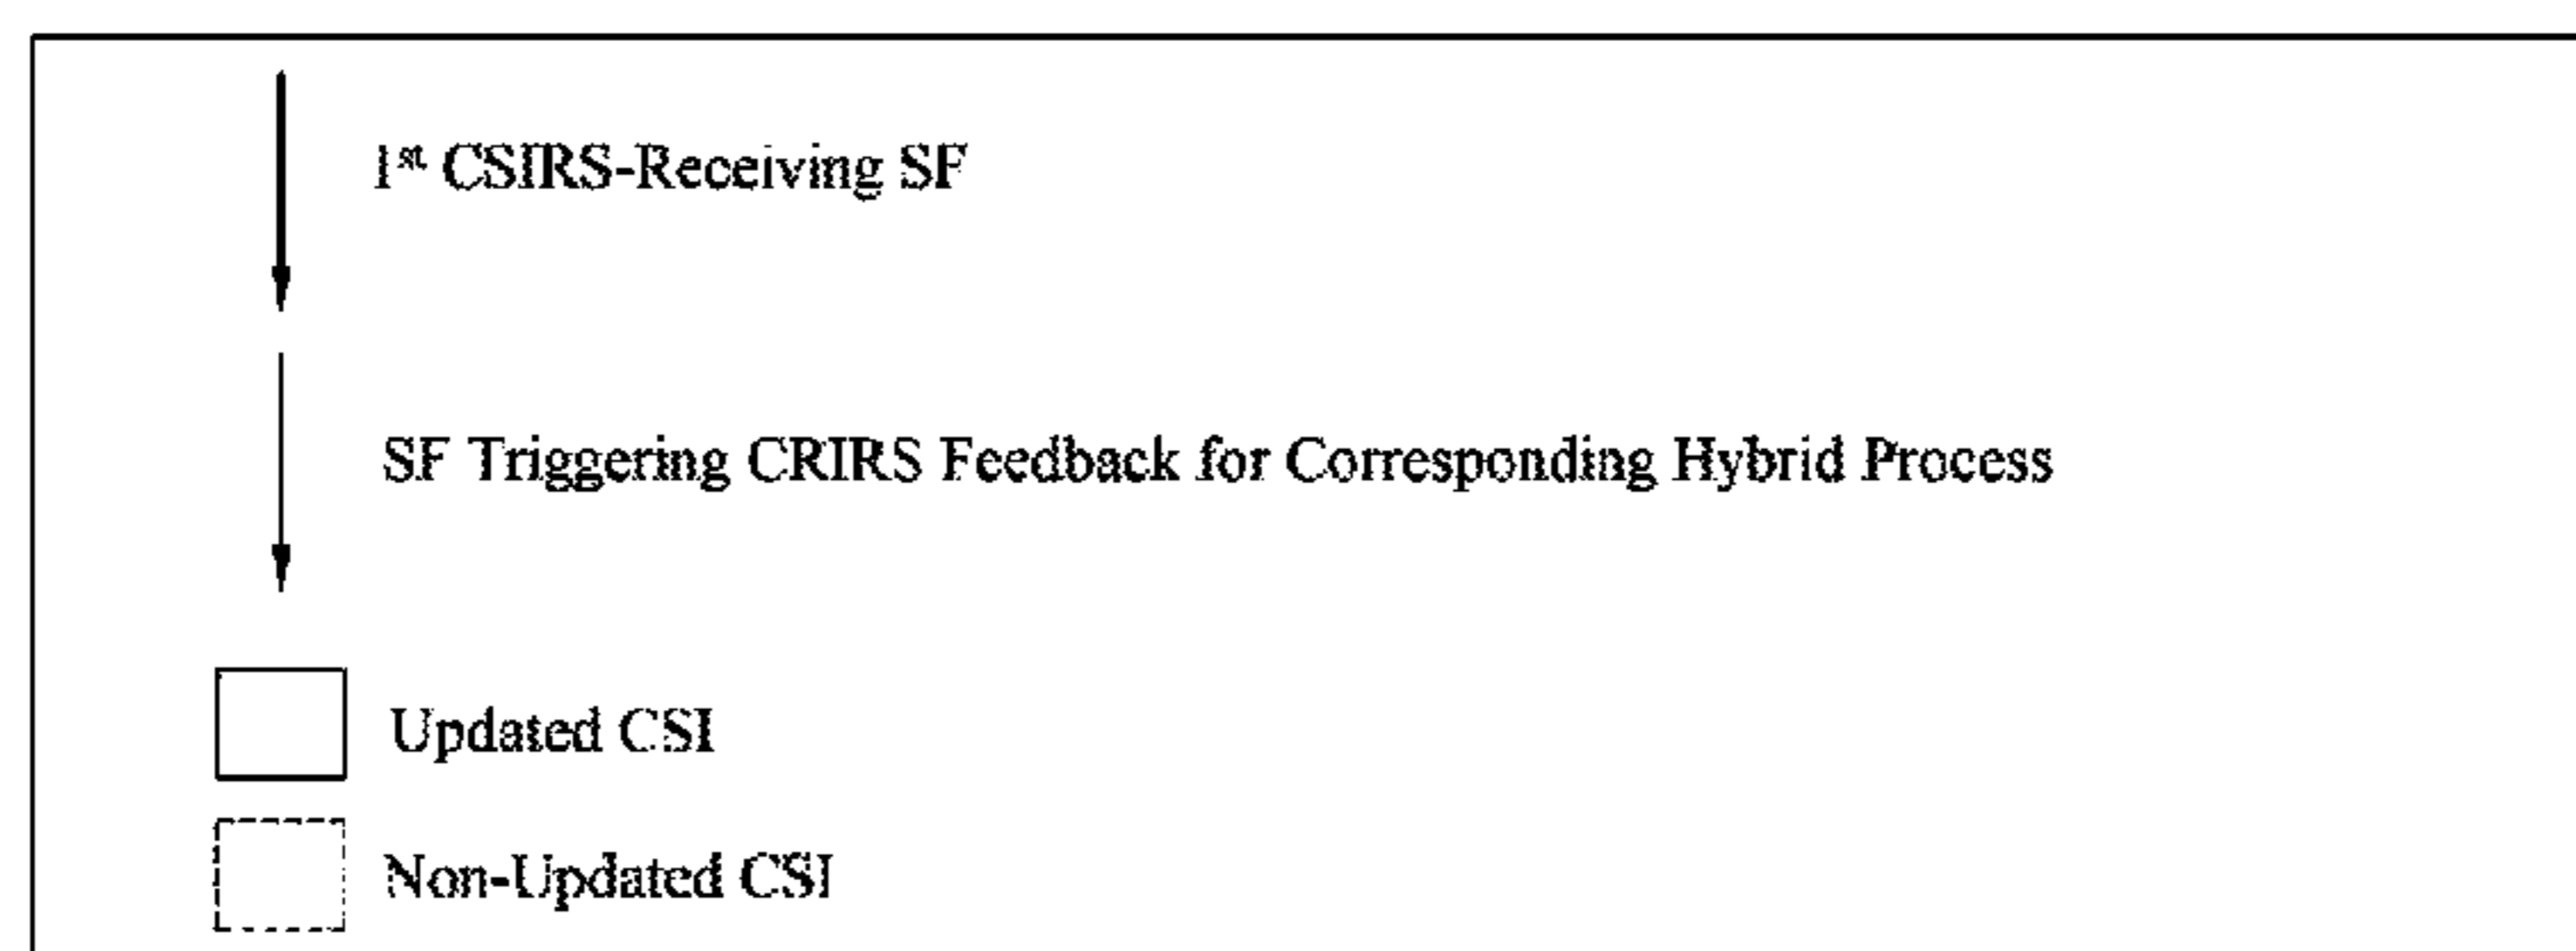 1st CSIRS-Receiving SF
SF Triggering CRIRS Feedback for Corresponding Hybrid Process
Updated CSI
Non-Updated CSI